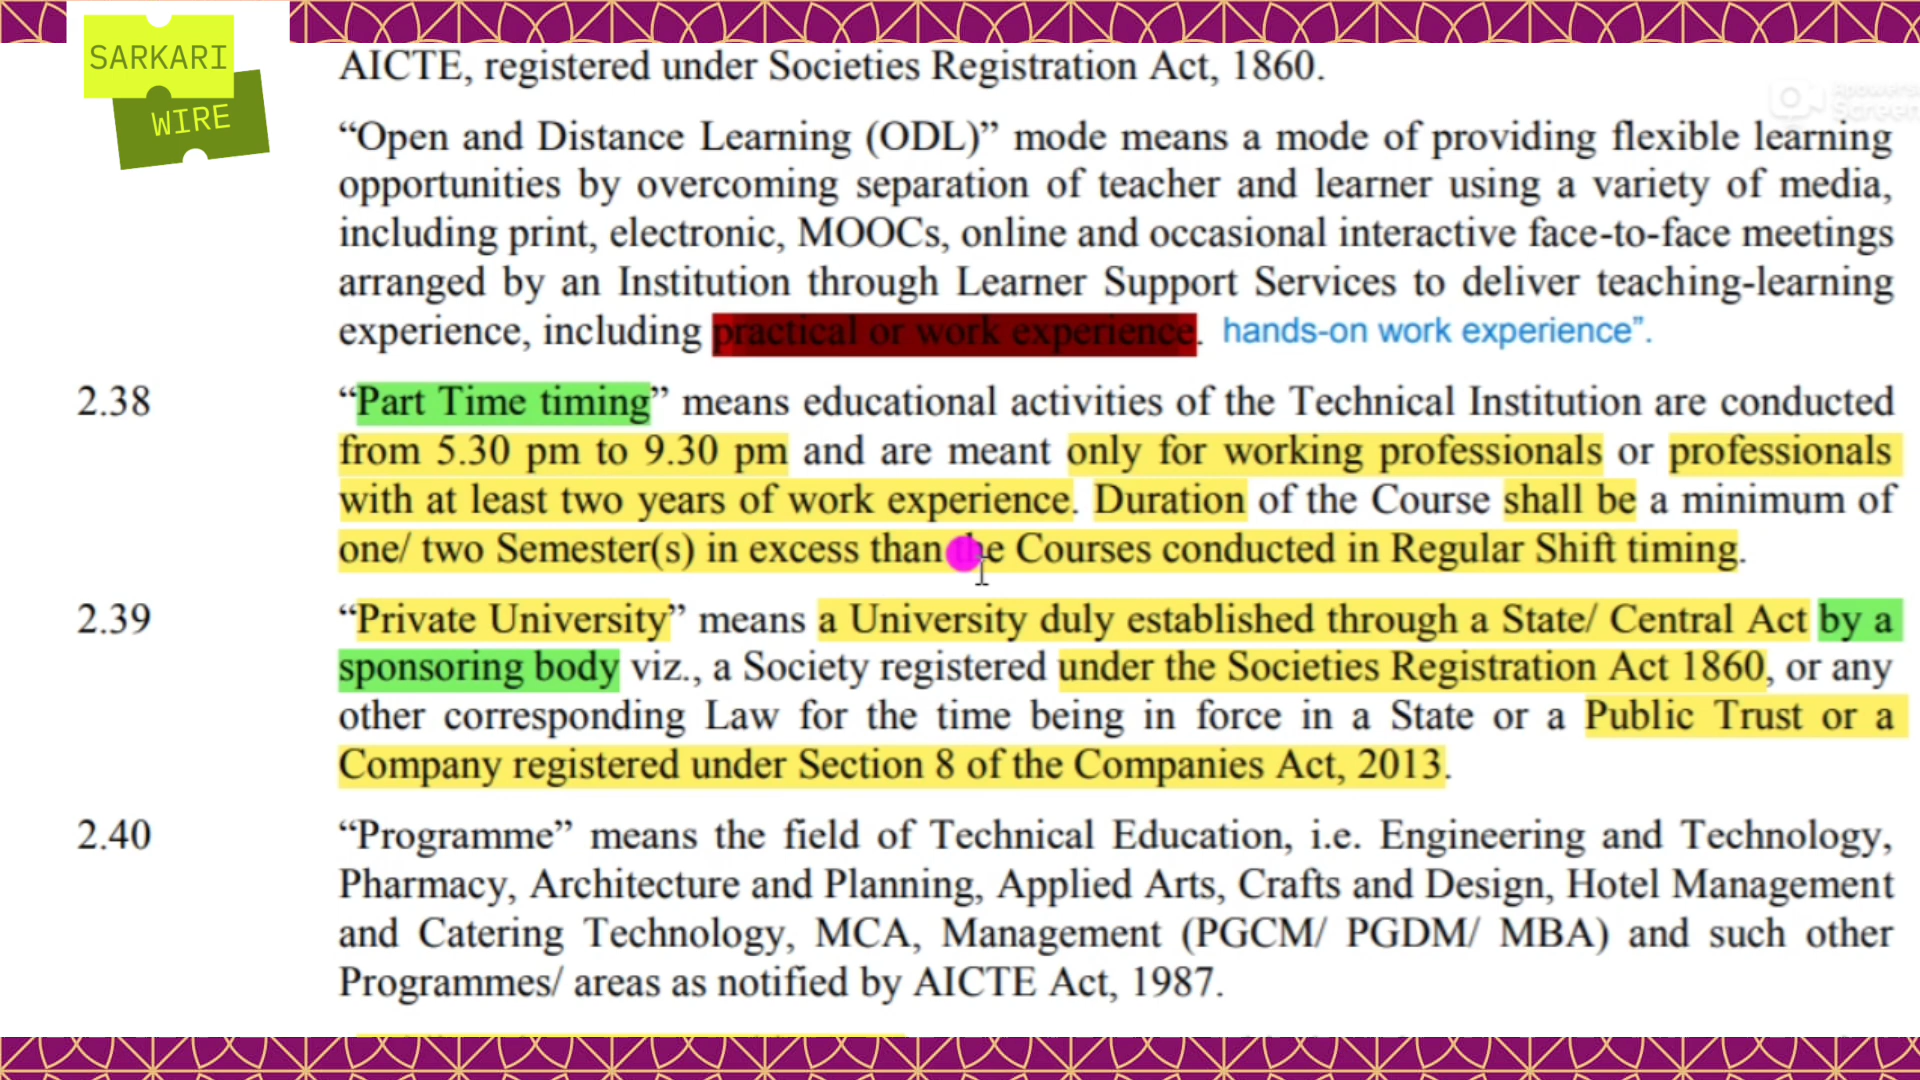 SARKARI
WIRE
AICTE, registered under Societies Registration Act, 1860.
“Open and Distance Learning (ODL)” mode means a mode of providing flexible learning
opportunities by overcoming separation of teacher and learner using a variety of media,
including print, electronic, MOOCs, online and occasional interactive face-to-face meetings
arranged by an Institution through Learner Support Services to deliver teaching-learning
experience, including practical or work experience. hands-on work experience”.
2.38 “Part Time timing” means educational activities of the Technical Institution are conducted
from 5.30 pm to 9.30 pm and are meant only for working professionals or professionals
with at least two years of work experience. Duration of the Course shall be a minimum of
one/ two Semester(s) in excess than the Courses conducted in Regular Shift timing.
2.39 “Private University” means a University duly established through a State/ Central Act by a
sponsoring body viz., a Society registered under the Societies Registration Act 1860, or any
other corresponding Law for the time being in force in a State or a Public Trust or a
Company registered under Section 8 of the Companies Act, 2013.
2.40 “Programme” means the field of Technical Education, i.e. Engineering and Technology,
Pharmacy, Architecture and Planning, Applied Arts, Crafts and Design, Hotel Management
and Catering Technology, MCA, Management (PGCM/ PGDM/ MBA) and such other
Programmes/ areas as notified by AICTE Act, 1987.